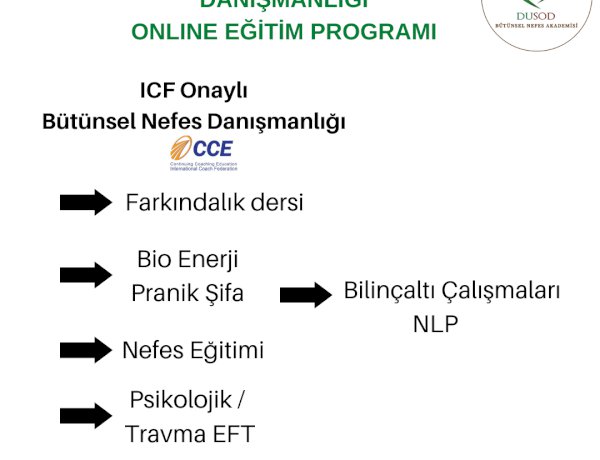 DANIŞMANLIĞI
ONLINE EĞİTİM PROGRAMI
DUSOD
BÜTÜNSEL NEFES AKADEMİSİ
ICF Onaylı
Bütünsel Nefes Danışmanlığı
CCE
Continuing Coaching Education
International Coach Federation
Farkındalık dersi
Bio Enerji
Pranik Şifa
Bilinçaltı Çalışmaları
NLP
Nefes Eğitimi
Psikolojik /
Travma EFT